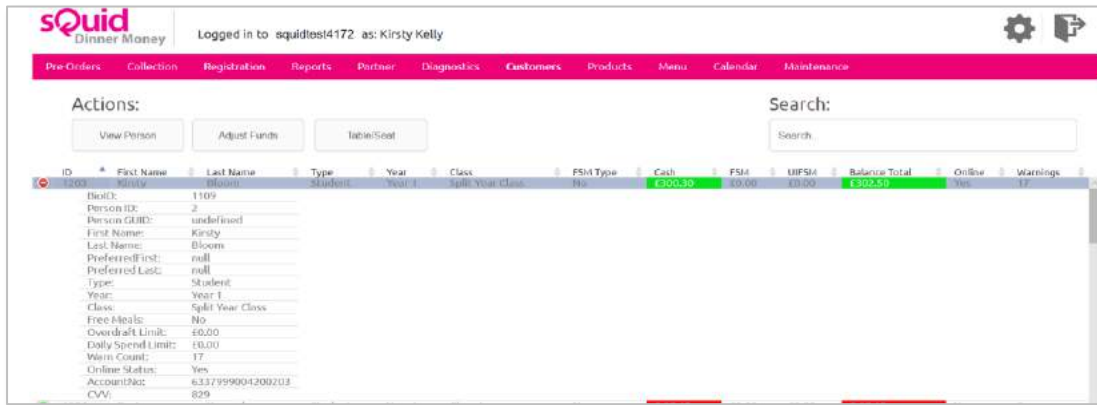 sQuid
Dinner Money
Logged in to squidtest4172 as: Kirsty Kelly
Pre-Orders Collection Registration Reports Partner Diagnostics Customers Products Menu Calendar Maintenance
Actions: Search:
View Person Adjust Funds Table/Seat Search
ID First Name Last Name Type Year Class FSM Type Cash FSM UIFSM Balance Total Online Warnings
1203 Kirsty Bloom Student Year 1 Split Year Class No £300.30 £0.00 £0.00 £302.50 Yes 17
BioID: 1109
Person ID: 2
Person GUID: undefined
First Name: Kirsty
Last Name: Bloom
PreferredFirst: null
Preferred Last: null
Type: Student
Year: Year 1
Class: Split Year Class
Free Meals: No
Overdraft Limit: £0.00
Daily Spend Limit: £0.00
Warn Count: 17
Online Status: Yes
AccountNo: 6337999004200203
CVV: 829